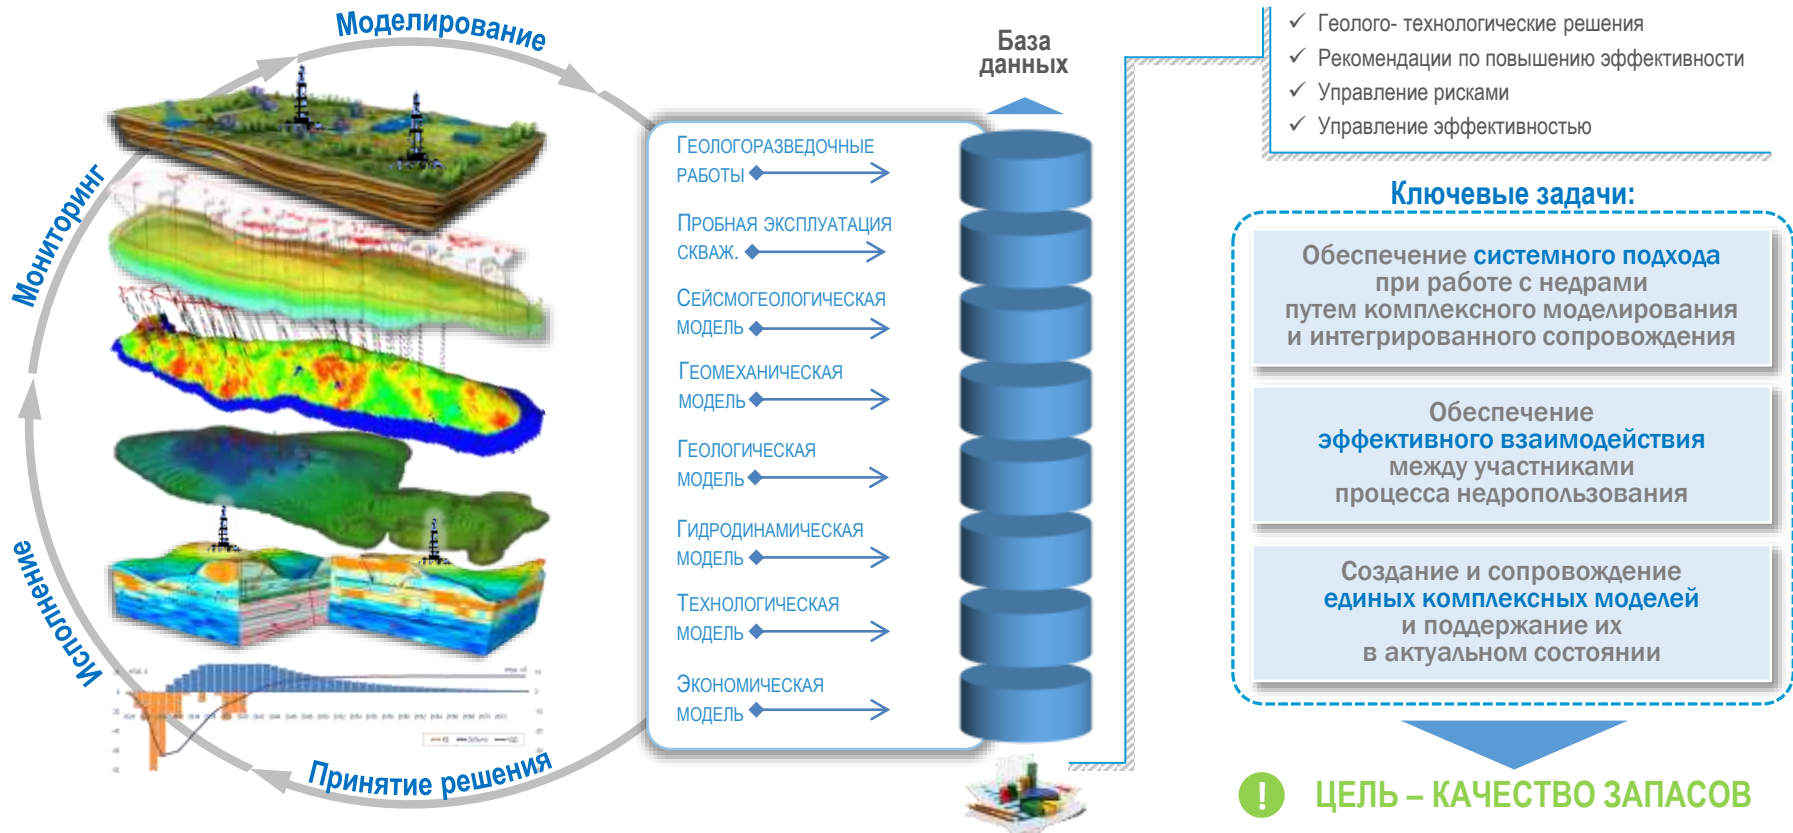 Моделирование
Мониторинг
Исполнение
Принятие решения
ГЕОЛОГОРАЗВЕДОЧНЫЕ
РАБОТЫ
ПРОБНАЯ ЭКСПЛУАТАЦИЯ
СКВАЖ.
СЕЙСМОГЕОЛОГИЧЕСКАЯ
МОДЕЛЬ
ГЕОМЕХАНИЧЕСКАЯ
МОДЕЛЬ
ГЕОЛОГИЧЕСКАЯ
МОДЕЛЬ
ГИДРОДИНАМИЧЕСКАЯ
МОДЕЛЬ
ТЕХНОЛОГИЧЕСКАЯ
МОДЕЛЬ
ЭКОНОМИЧЕСКАЯ
МОДЕЛЬ
База
данных
✓ Геолого- технологические решения
✓ Рекомендации по повышению эффективности
✓ Управление рисками
✓ Управление эффективностью
Ключевые задачи:
Обеспечение системного подхода
при работе с недрами
путем комплексного моделирования
и интегрированного сопровождения
Обеспечение
эффективного взаимодействия
между участниками
процесса недропользования
Создание и сопровождение
единых комплексных моделей
и поддержание их
в актуальном состоянии
! ЦЕЛЬ – КАЧЕСТВО ЗАПАСОВ